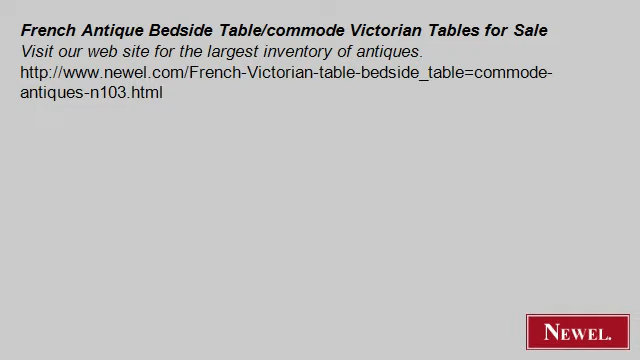 French Antique Bedside Table/commode Victorian Tables for Sale
Visit our web site for the largest inventory of antiques.
http://www.newel.com/French-Victorian-table-bedside_table=commode-
antiques-n103.html
NEWEL.